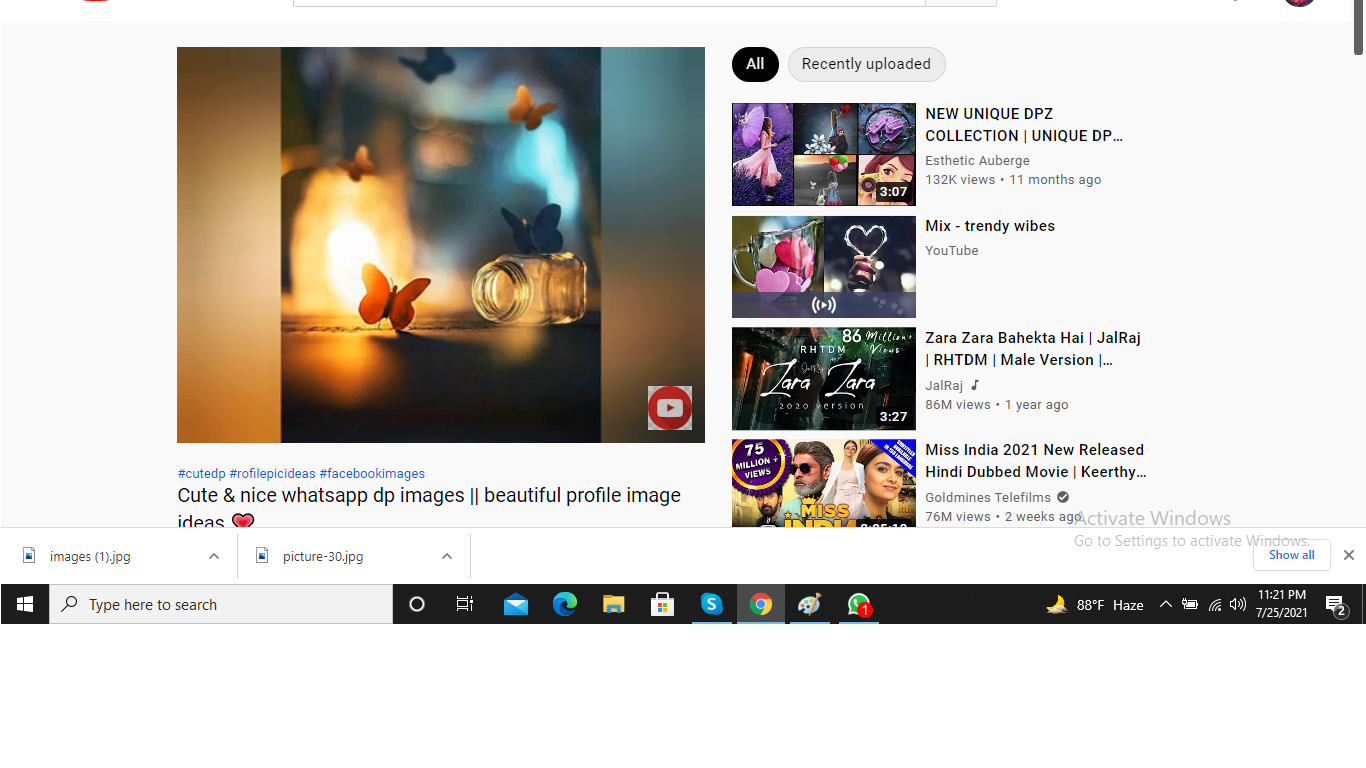 All
Recently uploaded
NEW UNIQUE DPZ
COLLECTION | UNIQUE DP...
Esthetic Auberge
132K views • 11 months ago
3:07
Mix - trendy wibes
YouTube
Zara Zara Bahekta Hai | JalRaj
| RHTDM | Male Version |...
JalRaj
86M views • 1 year ago
86 Million+
Views
RHTDM
JalRaj
Zara Zara
2020 version
3:27
Miss India 2021 New Released
Hindi Dubbed Movie | Keerthy...
Goldmines Telefilms
76M views • 2 weeks ago
75
MILLION +
VIEWS
MISS
INDIA
#cutedp #rofilepicideas #facebookimages
Cute & nice whatsapp dp images || beautiful profile image
ideas
Activate Windows
Go to Settings to activate Windows.
images (1).jpg
picture-30.jpg
Show all
Type here to search
S
1
88°F Haze
11:21 PM
7/25/2021
2